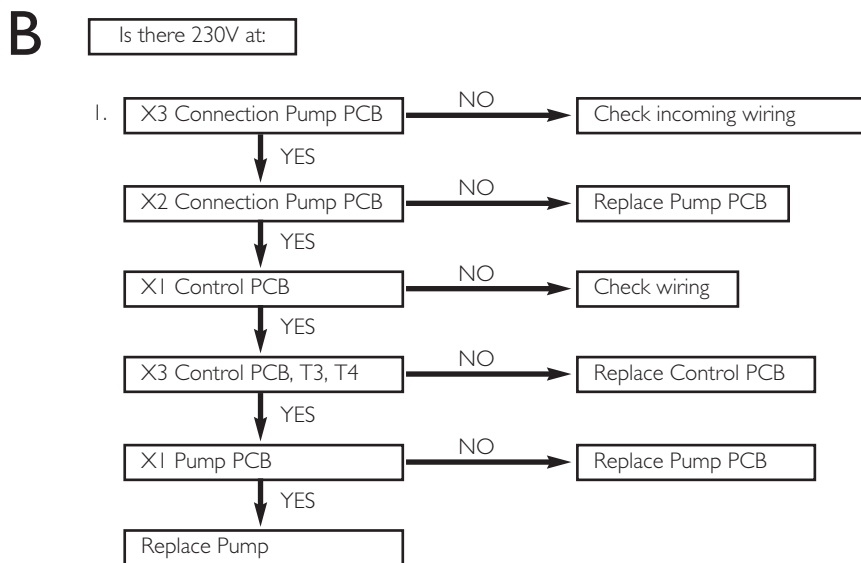 B
Is there 230V at:
1. X3 Connection Pump PCB NO Check incoming wiring
YES
X2 Connection Pump PCB NO Replace Pump PCB
YES
X1 Control PCB NO Check wiring
YES
X3 Control PCB, T3, T4 NO Replace Control PCB
YES
X1 Pump PCB NO Replace Pump PCB
YES
Replace Pump